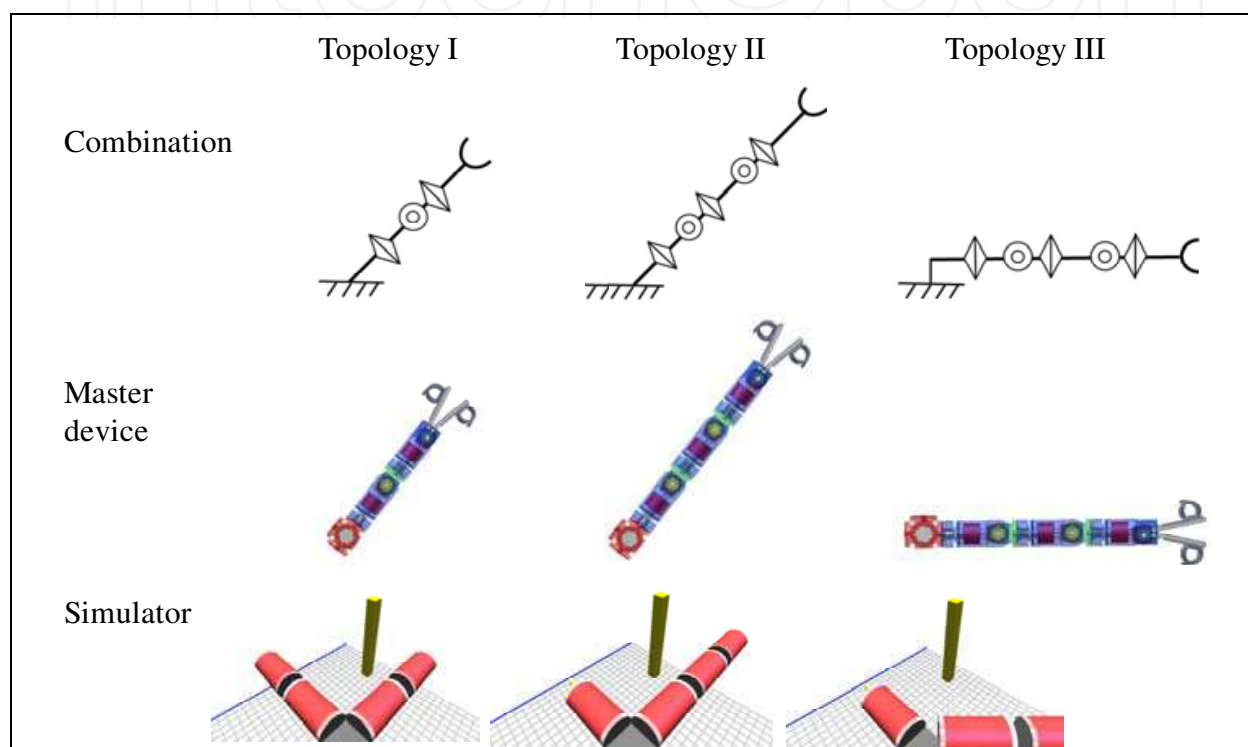 Topology I
Topology II
Topology III
Combination
Master
device
Simulator